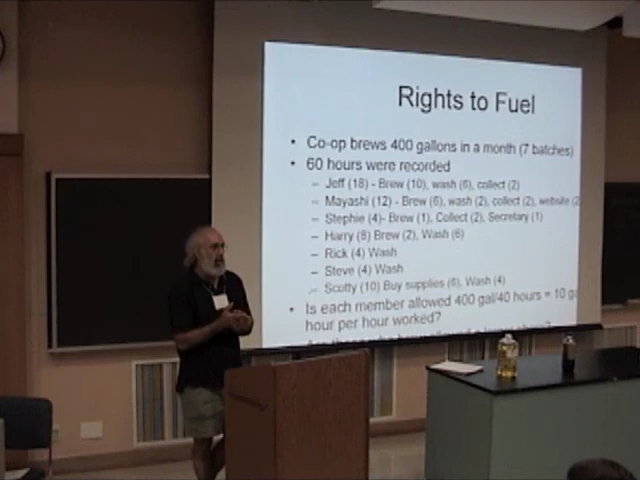 Rights to Fuel
• Co-op brews 400 gallons in a month (7 batches)
• 60 hours were recorded
– Jeff (18) - Brew (10), wash (6), collect (2)
– Mayashi (12) - Brew (6), wash (2), collect (2), website (2
– Stephie (4)- Brew (1), Collect (2), Secretary (1)
– Harry (8) Brew (2), Wash (6)
– Rick (4) Wash
– Steve (4) Wash
– Scotty (10) Buy supplies (6), Wash (4)
• Is each member allowed 400 gal/40 hours = 10 ga
hour per hour worked?